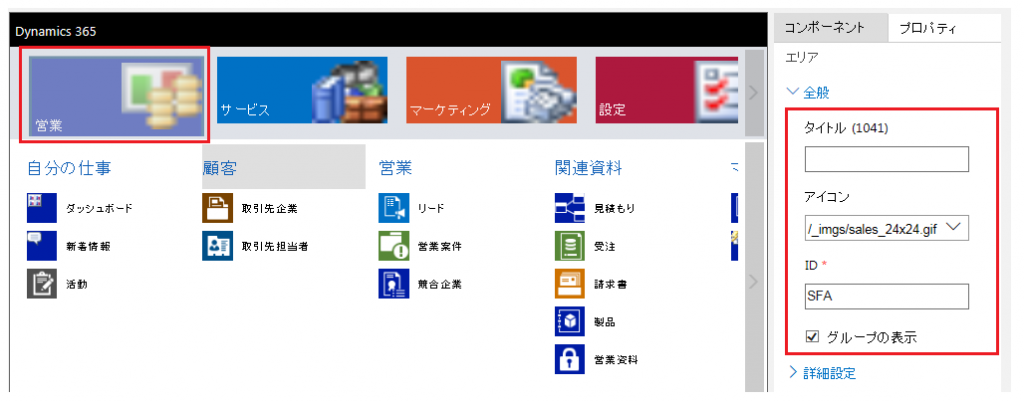 Dynamics 365
営業
サービス
マーケティング
設定
自分の仕事
ダッシュボード
新着情報
活動
顧客
取引先企業
取引先担当者
営業
リード
営業案件
競合企業
関連資料
見積もり
受注
請求書
製品
営業資料
コンポーネント
プロパティ
エリア
全般
タイトル (1041)
アイコン
/_imgs/sales_24x24.gif
ID *
SFA
グループの表示
詳細設定